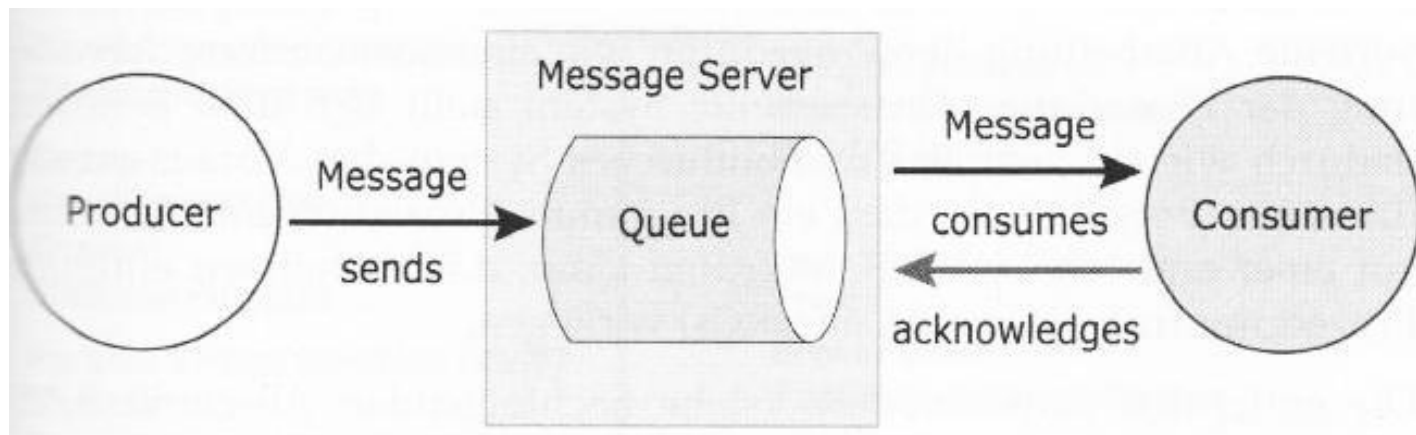 Message Server
Producer
Message
sends
Queue
Message
consumes
acknowledges
Consumer